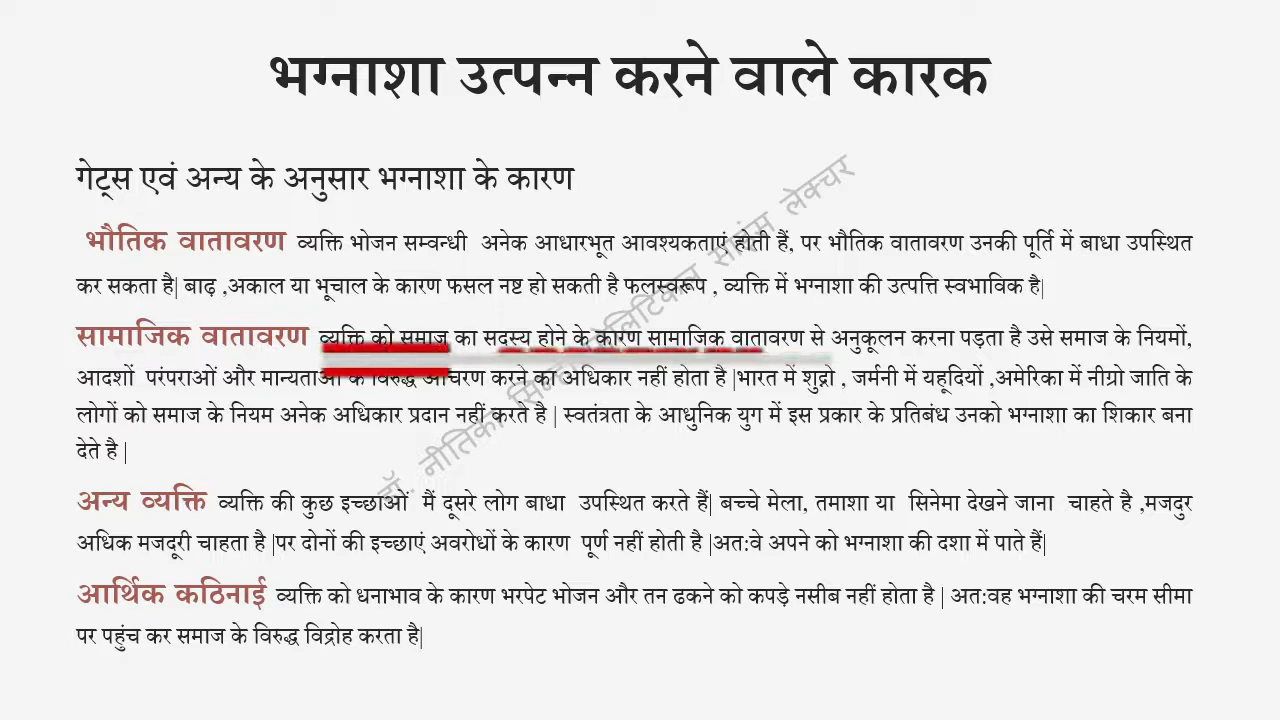 भग्नाशा उत्पन्न करने वाले कारक
गेट्स एवं अन्य के अनुसार भग्नाशा के कारण
भौतिक वातावरण व्यक्ति भोजन सम्वन्धी अनेक आधारभूत आवश्यकताएं होती हैं, पर भौतिक वातावरण उनकी पूर्ति में बाधा उपस्थित
कर सकता है| बाढ़ ,अकाल या भूचाल के कारण फसल नष्ट हो सकती है फलस्वरूप , व्यक्ति में भग्नाशा की उत्पत्ति स्वभाविक है|
सामाजिक वातावरण व्यक्ति को समाज का सदस्य होने के कारण सामाजिक वातावरण से अनुकूलन करना पड़ता है उसे समाज के नियमों,
आदशों परंपराओं और मान्यताओं के विरुद्ध आचरण करने का अधिकार नहीं होता है |भारत में शुद्रो , जर्मनी में यहूदियों ,अमेरिका में नीग्रो जाति के
लोगों को समाज के नियम अनेक अधिकार प्रदान नहीं करते है | स्वतंत्रता के आधुनिक युग में इस प्रकार के प्रतिबंध उनको भग्नाशा का शिकार बना
देते है |
अन्य व्यक्ति व्यक्ति की कुछ इच्छाओं मैं दूसरे लोग बाधा उपस्थित करते हैं| बच्चे मेला, तमाशा या सिनेमा देखने जाना चाहते है ,मजदुर
अधिक मजदूरी चाहता है |पर दोनों की इच्छाएं अवरोधों के कारण पूर्ण नहीं होती है |अत:वे अपने को भग्नाशा की दशा में पाते हैं|
आर्थिक कठिनाई व्यक्ति को धनाभाव के कारण भरपेट भोजन और तन ढकने को कपड़े नसीब नहीं होता है | अत:वह भग्नाशा की चरम सीमा
पर पहुंच कर समाज के विरुद्ध विद्रोह करता है|
डॉ. नीतिका सिन्हा पोलिटिकल साइंस लेक्चर